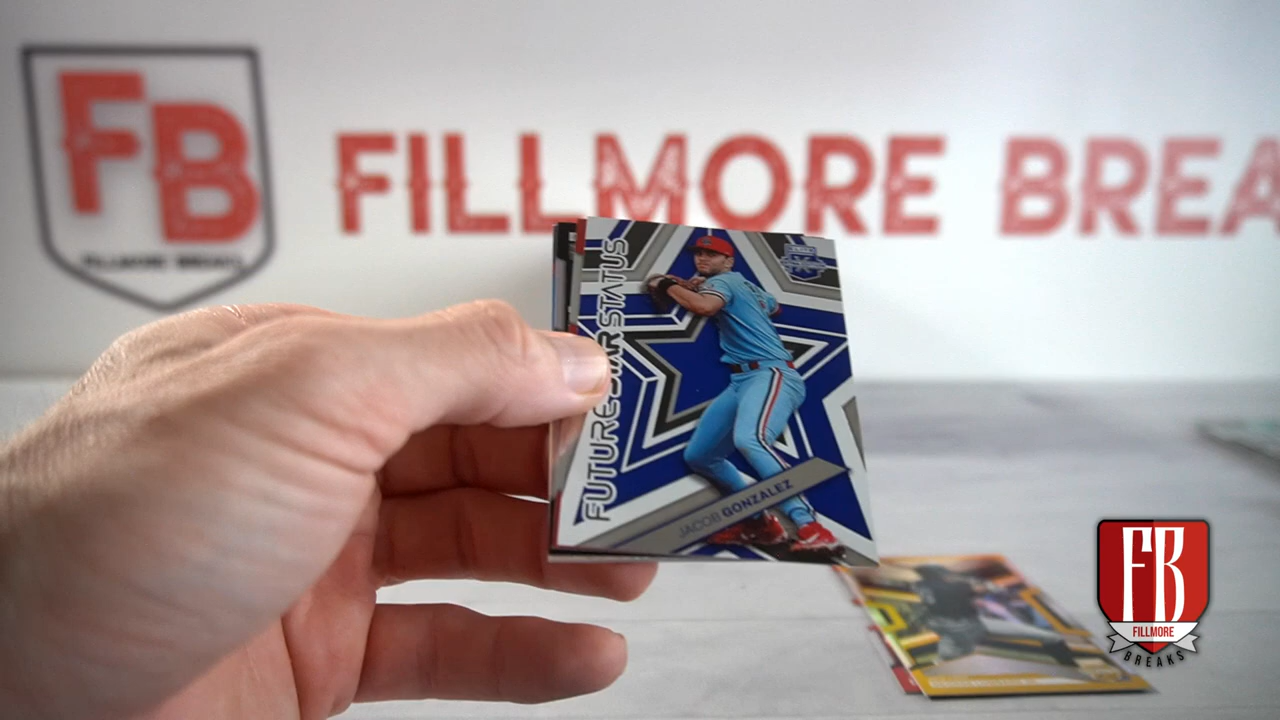 FB
FILLMORE BREAKS
FILLMORE BREA
FUTURE STAR STATUS
JACOB GONZALEZ
FB
FILLMORE
BREAKS